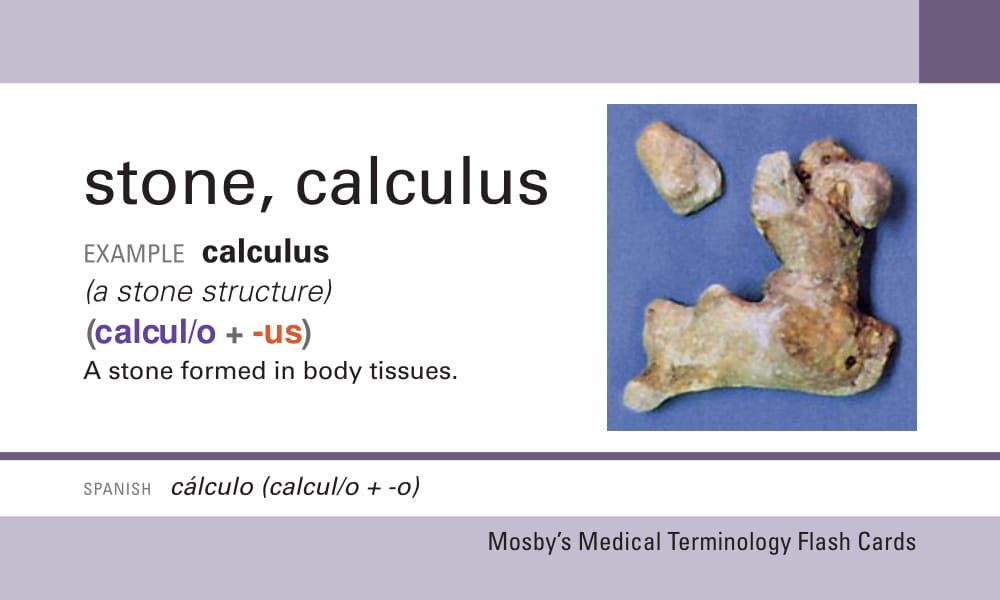 stone, calculus
EXAMPLE calculus
(a stone structure)
(calcul/o + -us)
A stone formed in body tissues.
SPANISH cálculo (calcul/o + -o)
Mosby’s Medical Terminology Flash Cards